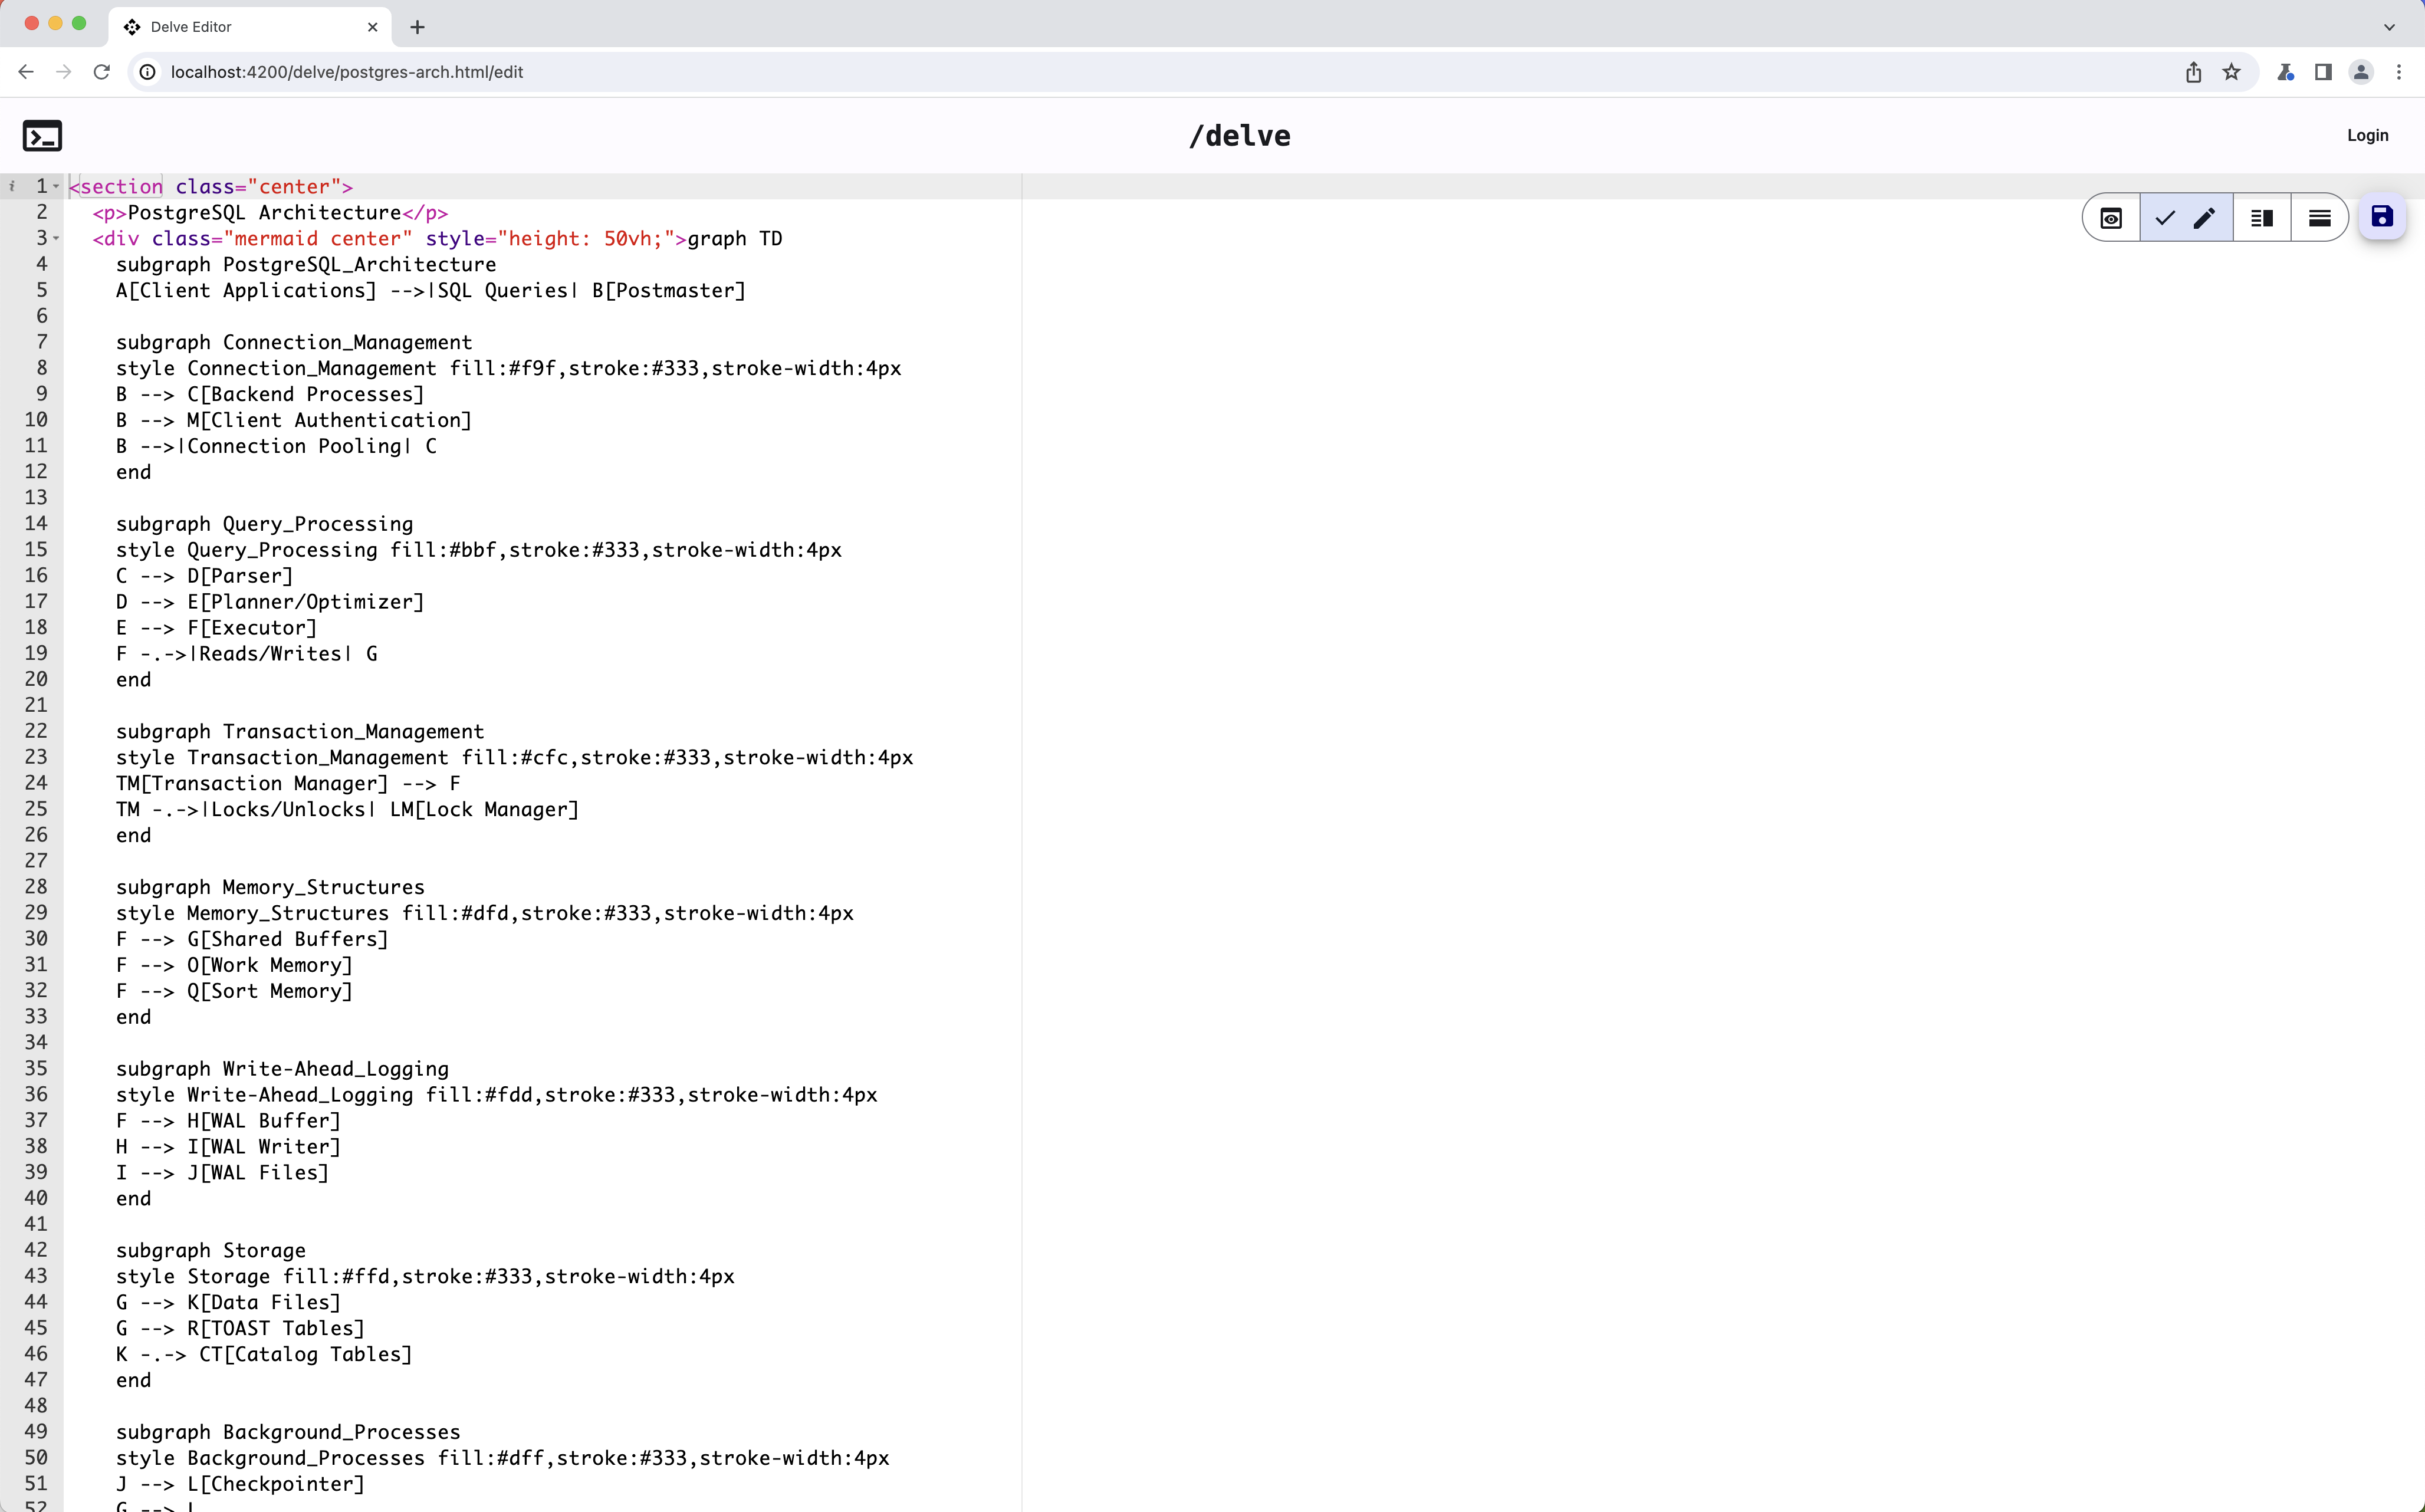 Delve Editor
localhost:4200/delve/postgres-arch.html/edit
/delve
Login
1 <section class="center">
2 <p>PostgreSQL Architecture</p>
3 <div class="mermaid center" style="height: 50vh;">graph TD
4 subgraph PostgreSQL_Architecture
5 A[Client Applications] -->|SQL Queries| B[Postmaster]
6
7 subgraph Connection_Management
8 style Connection_Management fill:#f9f,stroke:#333,stroke-width:4px
9 B --> C[Backend Processes]
10 B --> M[Client Authentication]
11 B -->|Connection Pooling| C
12 end
13
14 subgraph Query_Processing
15 style Query_Processing fill:#bbf,stroke:#333,stroke-width:4px
16 C --> D[Parser]
17 D --> E[Planner/Optimizer]
18 E --> F[Executor]
19 F -.->|Reads/Writes| G
20 end
21
22 subgraph Transaction_Management
23 style Transaction_Management fill:#cfc,stroke:#333,stroke-width:4px
24 TM[Transaction Manager] --> F
25 TM -.->|Locks/Unlocks| LM[Lock Manager]
26 end
27
28 subgraph Memory_Structures
29 style Memory_Structures fill:#dfd,stroke:#333,stroke-width:4px
30 F --> G[Shared Buffers]
31 F --> O[Work Memory]
32 F --> Q[Sort Memory]
33 end
34
35 subgraph Write-Ahead_Logging
36 style Write-Ahead_Logging fill:#fdd,stroke:#333,stroke-width:4px
37 F --> H[WAL Buffer]
38 H --> I[WAL Writer]
39 I --> J[WAL Files]
40 end
41
42 subgraph Storage
43 style Storage fill:#ffd,stroke:#333,stroke-width:4px
44 G --> K[Data Files]
45 G --> R[TOAST Tables]
46 K -.-> CT[Catalog Tables]
47 end
48
49 subgraph Background_Processes
50 style Background_Processes fill:#dff,stroke:#333,stroke-width:4px
51 J --> L[Checkpointer]
52 G --> L